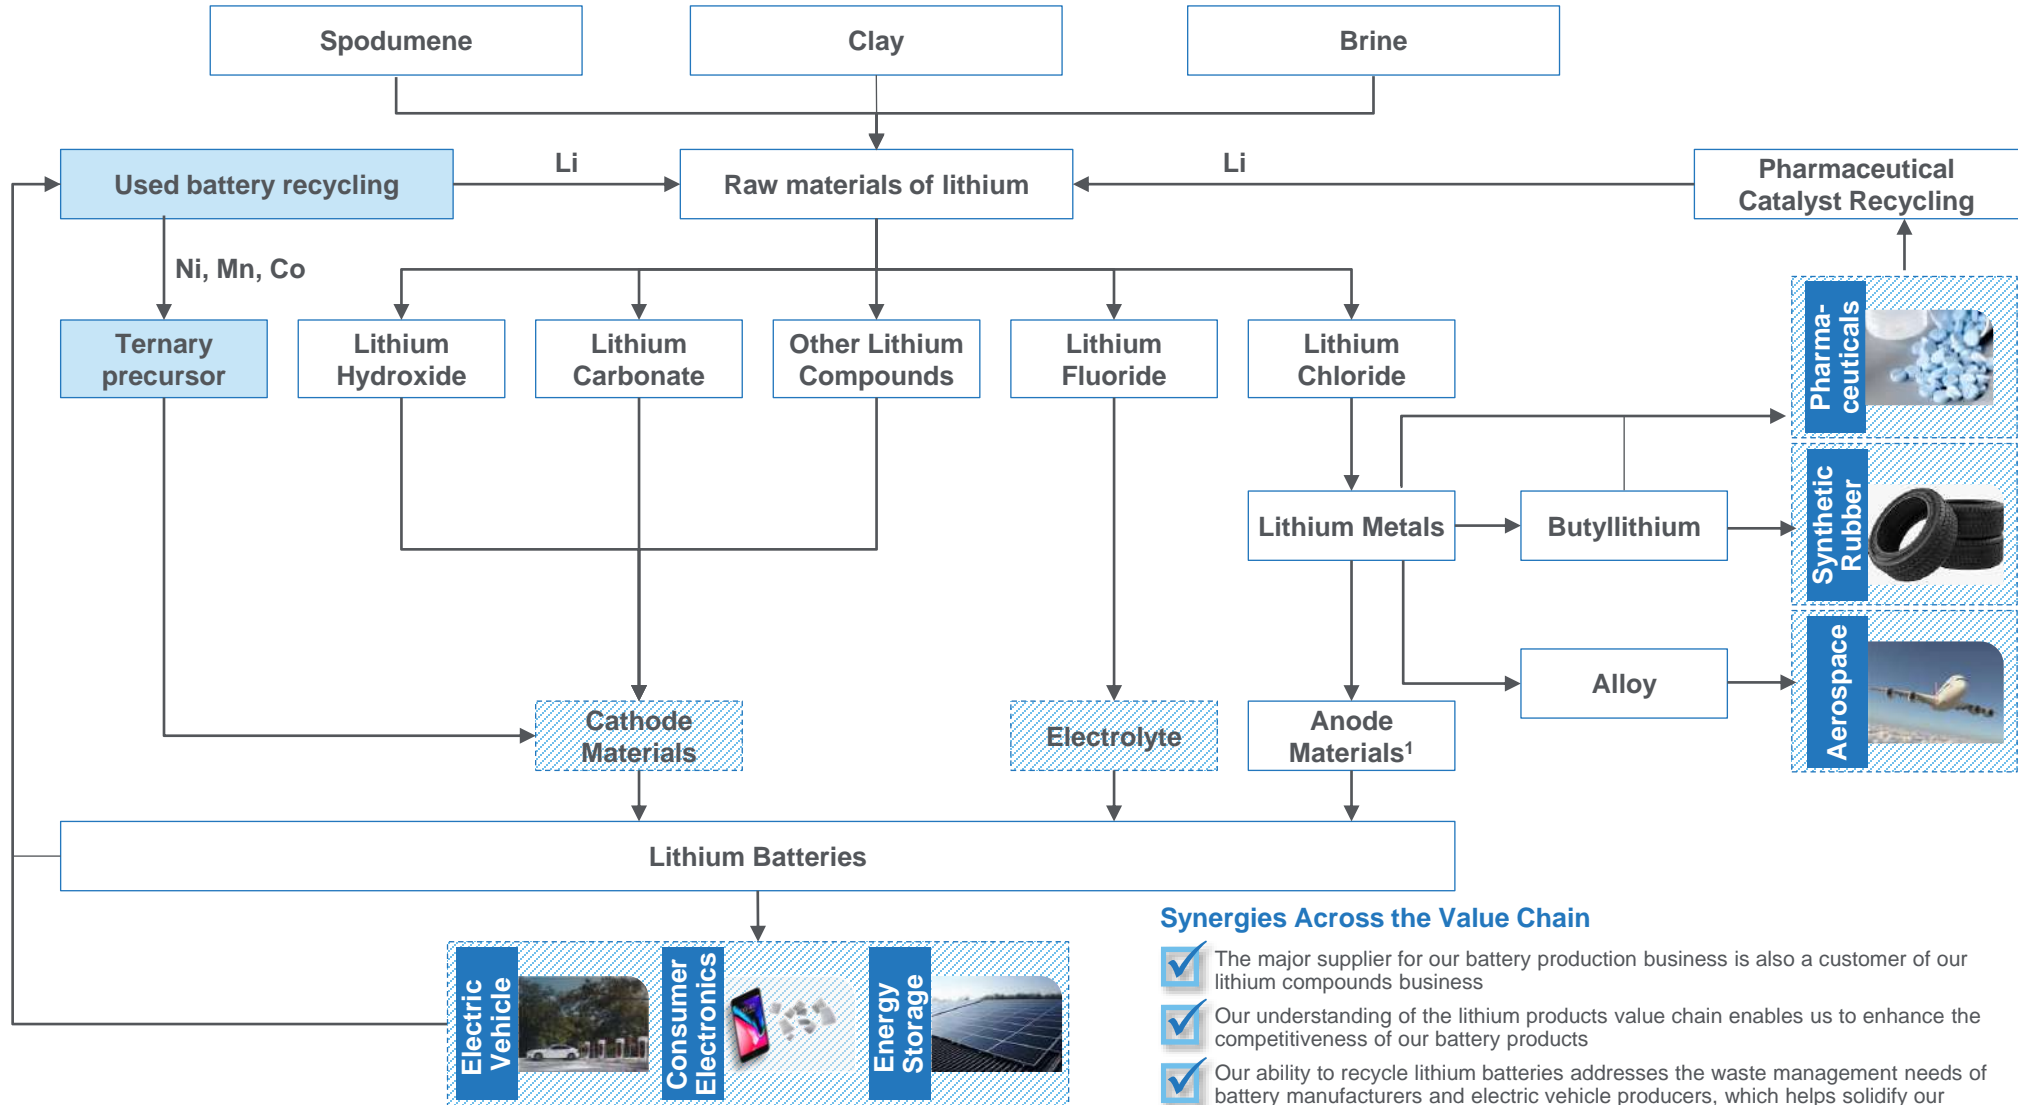 Spodumene
Clay
Brine
Used battery recycling
Li
Raw materials of lithium
Li
Pharmaceutical
Catalyst Recycling
Ni, Mn, Co
Ternary
precursor
Lithium
Hydroxide
Lithium
Carbonate
Other Lithium
Compounds
Lithium
Fluoride
Lithium
Chloride
Pharma-
ceuticals
Lithium Metals
Butyllithium
Synthetic
Rubber
Alloy
Aerospace
Cathode
Materials
Electrolyte
Anode
Materials¹
Lithium Batteries
Electric
Vehicle
Consumer
Electronics
Energy
Storage
Synergies Across the Value Chain
The major supplier for our battery production business is also a customer of our
lithium compounds business
Our understanding of the lithium products value chain enables us to enhance the
competitiveness of our battery products
Our ability to recycle lithium batteries addresses the waste management needs of
battery manufacturers and electric vehicle producers, which helps solidify our